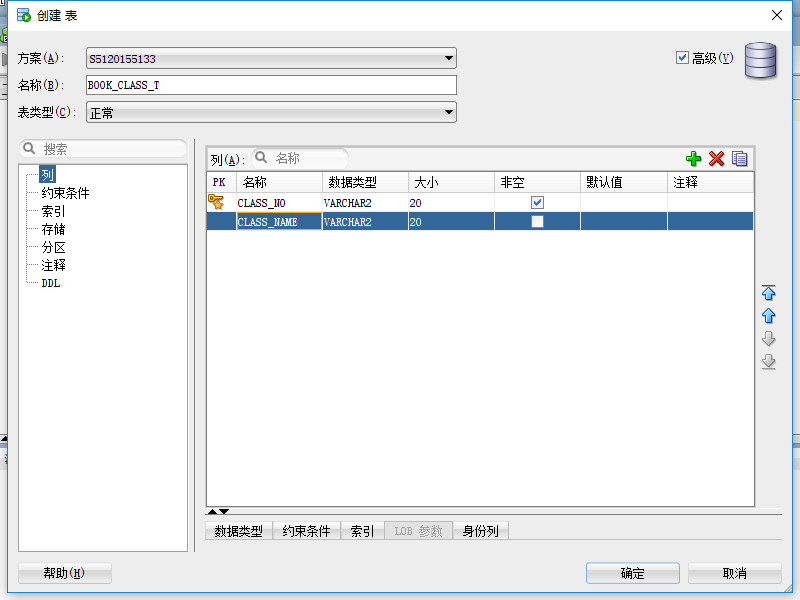 创建 表
方案(A):
S5120155133
高级(V)
名称(B):
BOOK_CLASS_T
表类型(C):
正常
搜索
列
约束条件
索引
存储
分区
注释
DDL
列(A):
名称
PK 名称 数据类型 大小 非空 默认值 注释
CLASS_NO VARCHAR2 20
CLASS_NAME VARCHAR2 20
数据类型 约束条件 索引 LOB 参数 身份列
帮助(H) 确定 取消